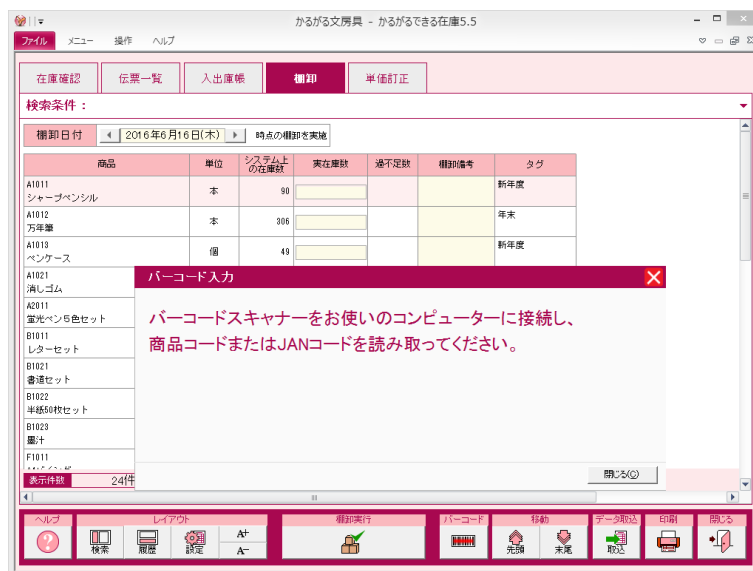 かるがる文房具 - かるがるできる在庫5.5
ファイル メニュー 操作 ヘルプ
在庫確認 伝票一覧 入出庫帳 棚卸 単価訂正
検索条件：
棚卸日付 2016年6月16日(木) 時点の棚卸を実施
商品 単位 システム上の在庫数 実在庫数 過不足数 棚卸備考 タグ
A1011 新年度
シャープペンシル 本 90
A1012 年末
万年筆 本 306
A1013 新年度
ペンケース 個 49
A1021
消しゴム
A2011
蛍光ペン5色セット
B1011
レターセット
B1021
書道セット
B1022
半紙50枚セット
B1023
墨汁
F1011
バーコード入力
バーコードスキャナーをお使いのコンピューターに接続し、
商品コードまたはJANコードを読み取ってください。
閉じる(C)
表示件数 24件
ヘルプ レイアウト 棚卸実行 バーコード 移動 データ取込 印刷 閉じる
検索 履歴 設定 A+ A- 先頭 末尾 取込